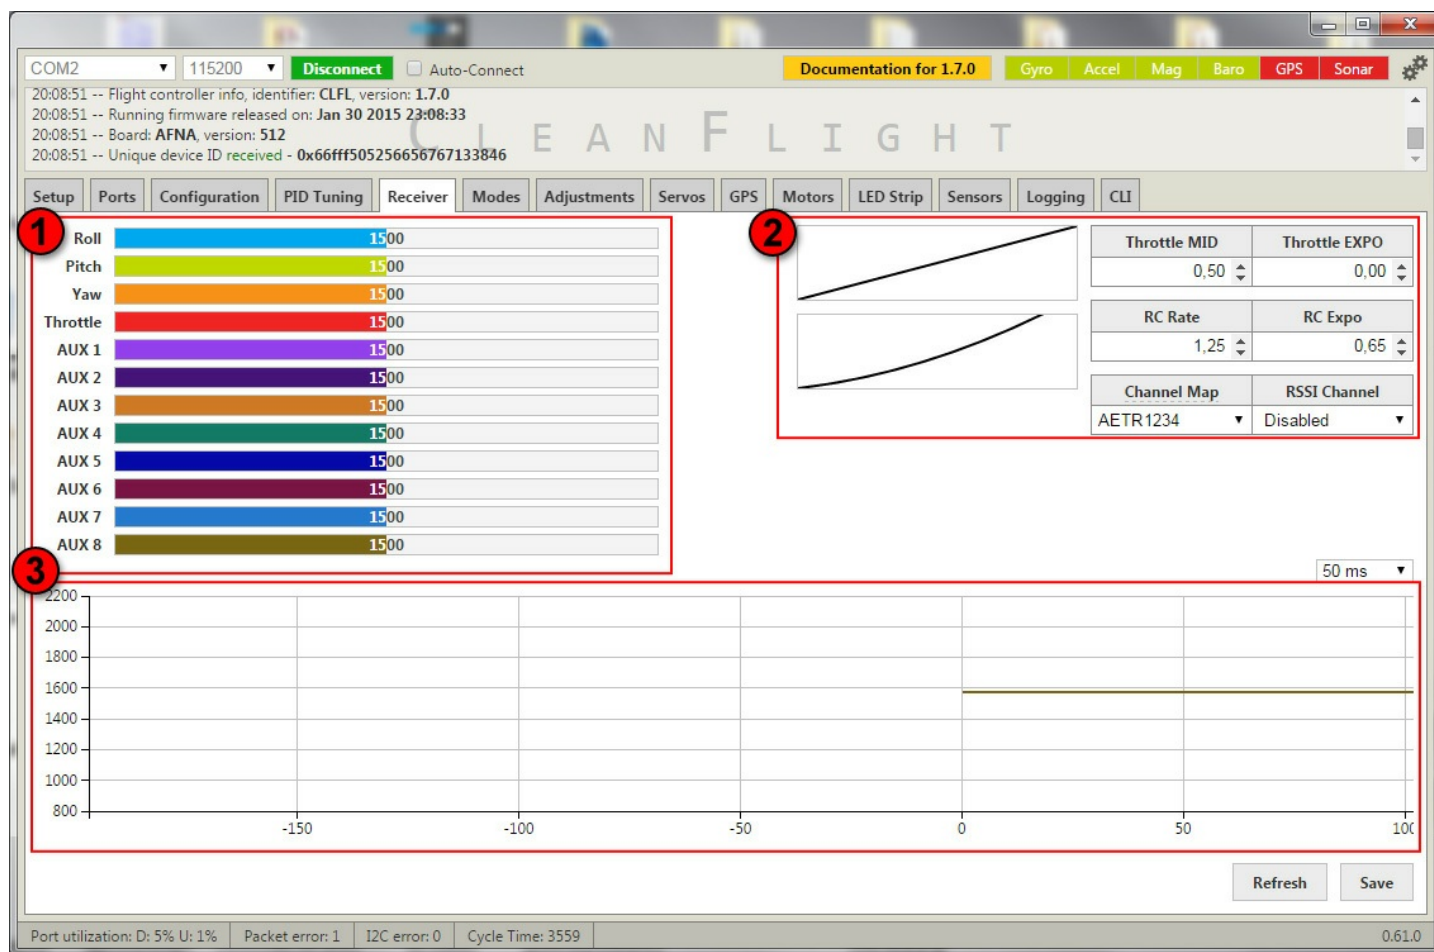 COM2 115200 Disconnect Auto-Connect Documentation for 1.7.0 Gyro Accel Mag Baro GPS Sonar
20:08:51 -- Flight controller info, identifier: CLFL, version: 1.7.0
20:08:51 -- Running firmware released on: Jan 30 2015 23:08:33
20:08:51 -- Board: AFNA, version: 512
20:08:51 -- Unique device ID received - 0x66fff505256656767133846
CLEANFLIGHT
Setup Ports Configuration PID Tuning Receiver Modes Adjustments Servos GPS Motors LED Strip Sensors Logging CLI
1
Roll 1500
Pitch 1500
Yaw 1500
Throttle 1500
AUX 1 1500
AUX 2 1500
AUX 3 1500
AUX 4 1500
AUX 5 1500
AUX 6 1500
AUX 7 1500
AUX 8 1500
2
Throttle MID Throttle EXPO
0,50 0,00
RC Rate RC Expo
1,25 0,65
Channel Map RSSI Channel
AETR1234 Disabled
3
50 ms
2200
2000
1800
1600
1400
1200
1000
800
-150 -100 -50 0 50 100
Refresh Save
Port utilization: D: 5% U: 1% Packet error: 1 I2C error: 0 Cycle Time: 3559 0.61.0